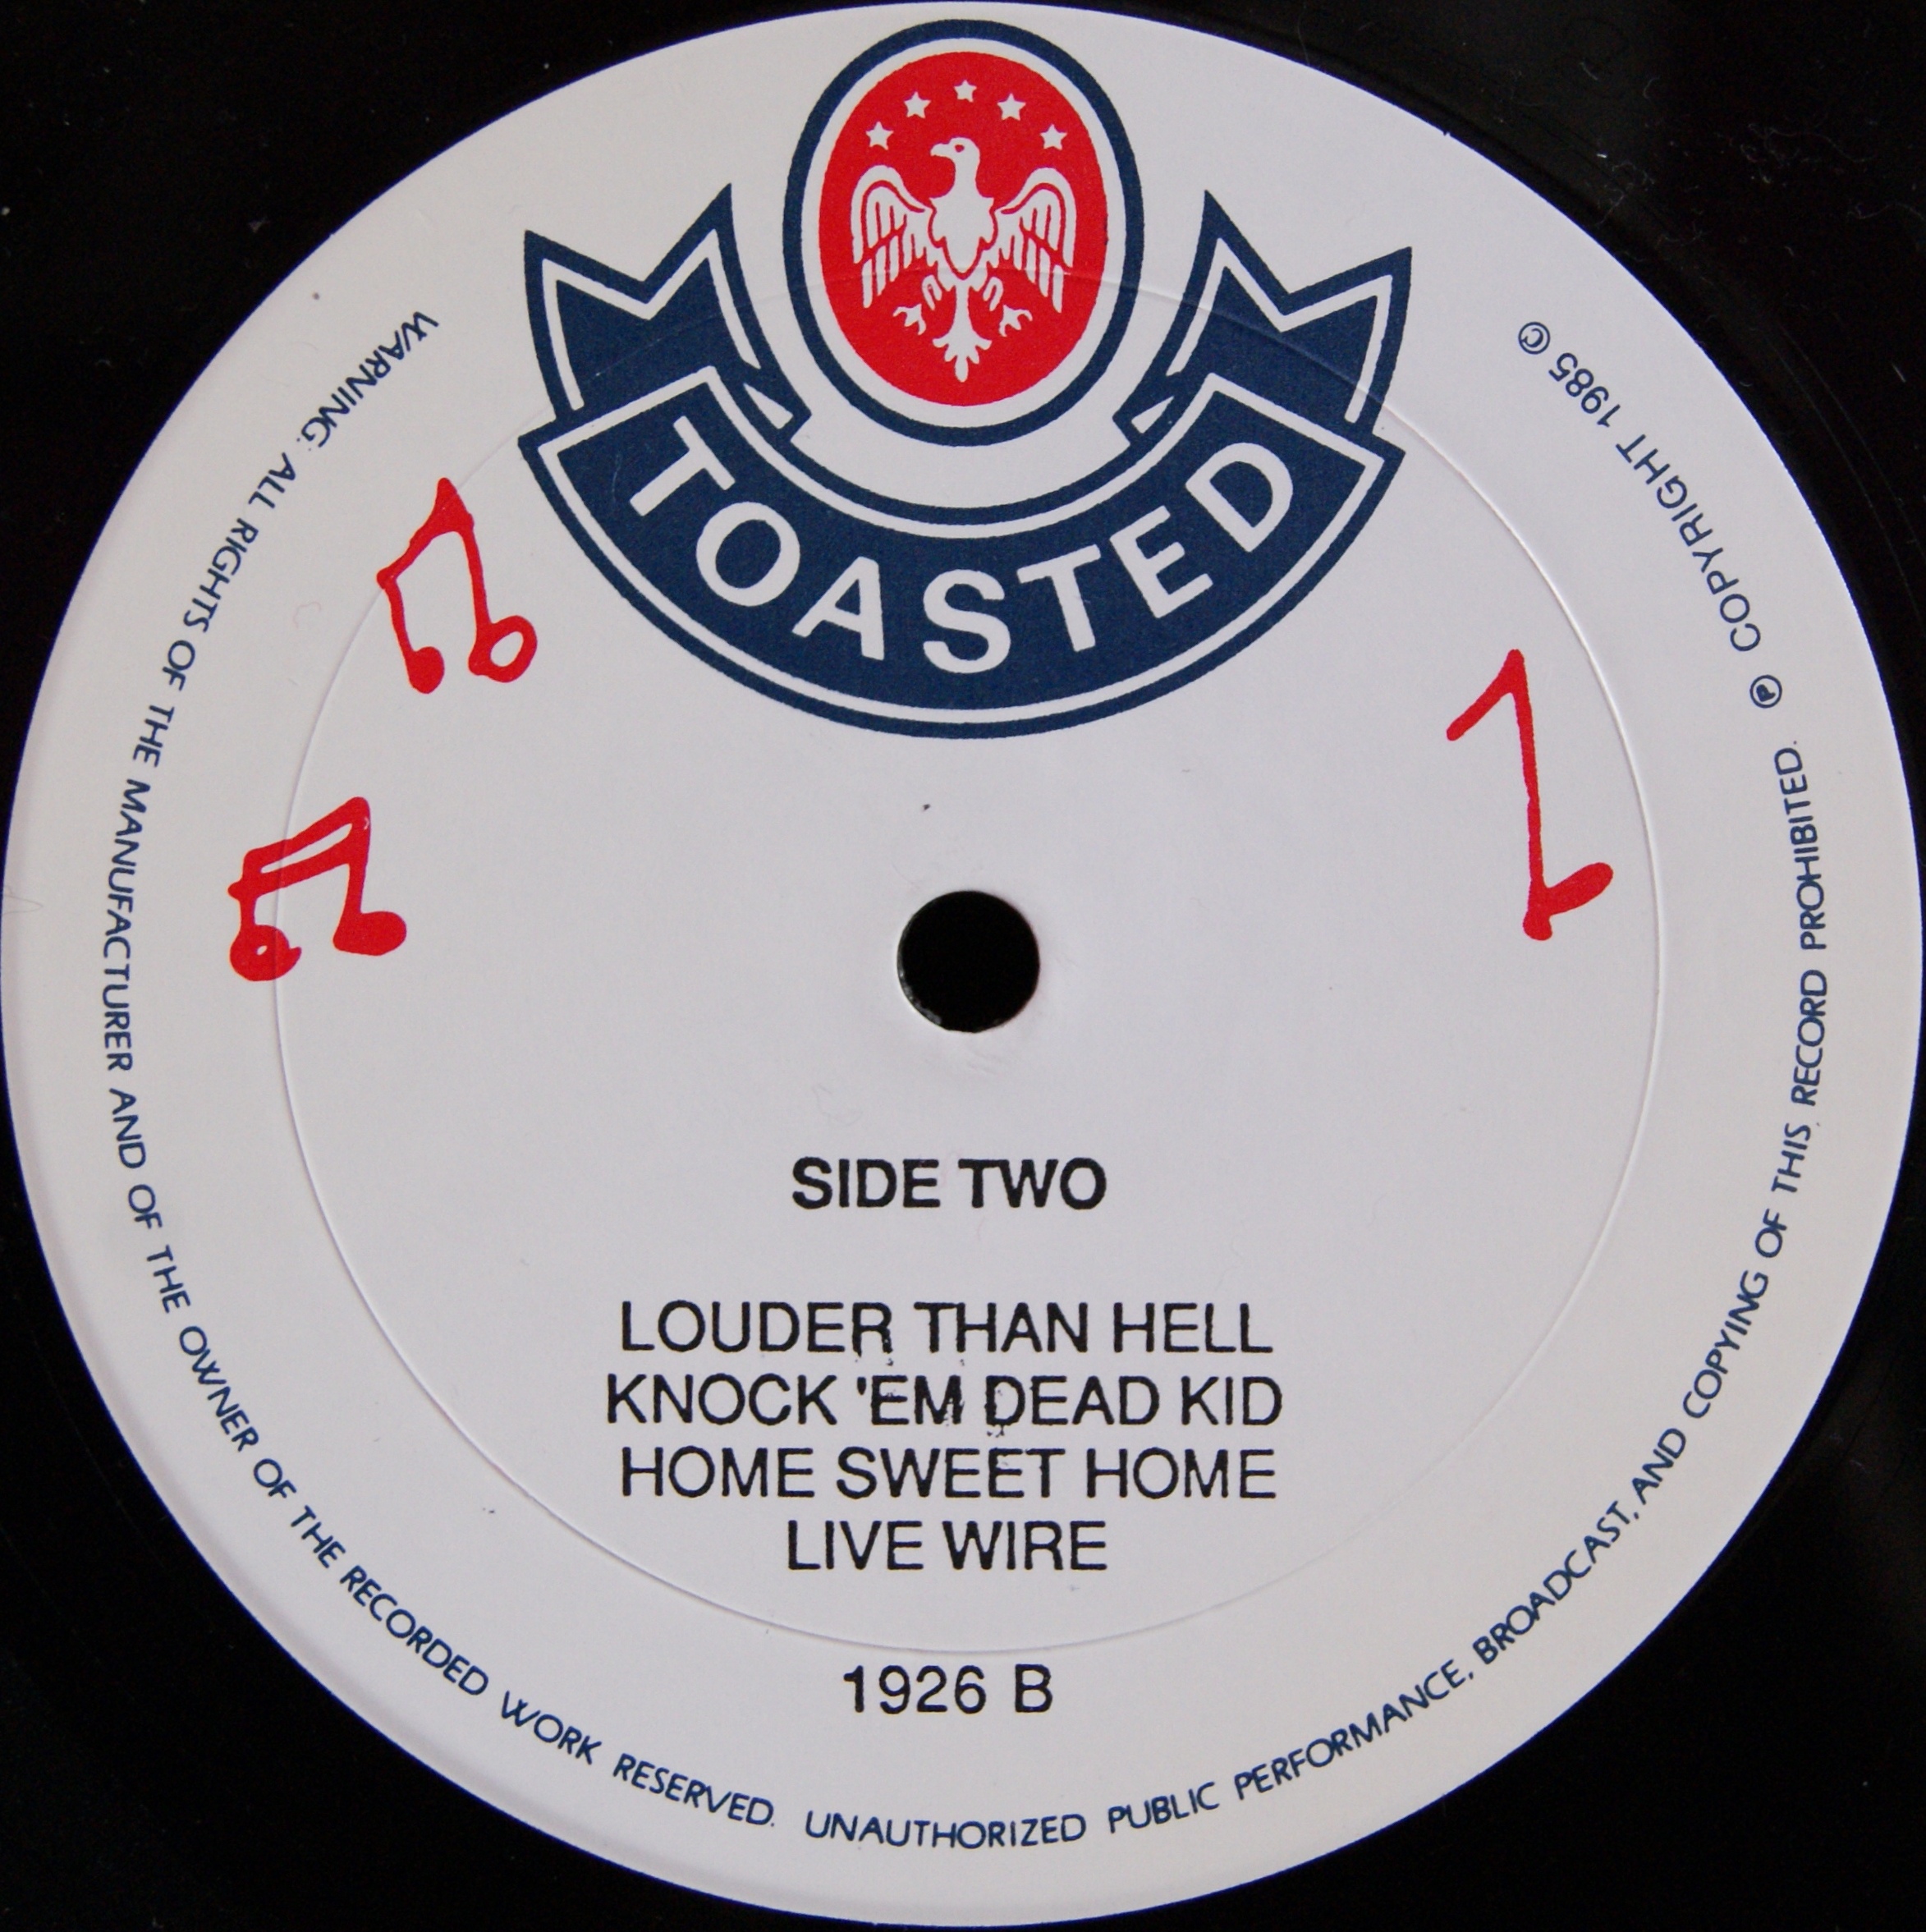 TOASTED
SIDE TWO
LOUDER THAN HELL
KNOCK 'EM DEAD KID
HOME SWEET HOME
LIVE WIRE
1926 B
WARNING: ALL RIGHTS OF THE MANUFACTURER AND OF THE OWNER OF THE RECORDED WORK RESERVED. UNAUTHORIZED PUBLIC PERFORMANCE, BROADCAST, AND COPYING OF THIS RECORD PROHIBITED. ℗ COPYRIGHT 1985 ©